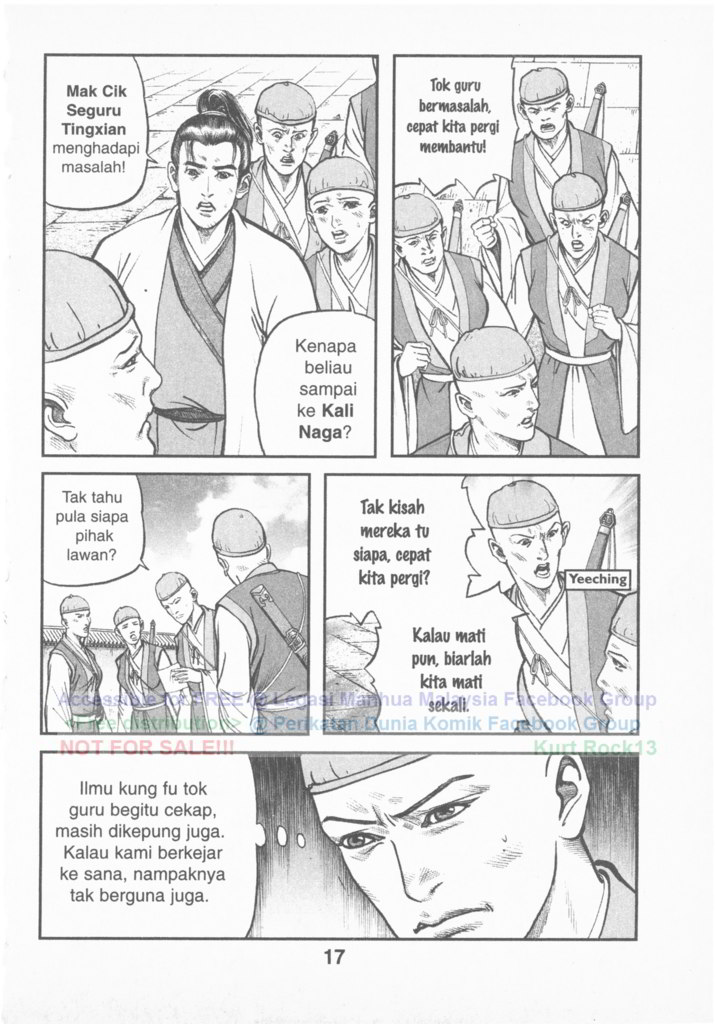 Mak Cik
Seguru
Tingxian
menghadapi
masalah!
Kenapa
beliau
sampai
ke Kali
Naga?
Tok guru
bermasalah,
cepat kita pergi
membantu!
Tak tahu
pula siapa
pihak
lawan?
Tak kisah
mereka tu
siapa, cepat
kita pergi?
Yeeching
Kalau mati
pun, biarlah
kita mati
sekali.
Accessible for FREE @ Legasi Manhua Malaysia Facebook Group
<Free distribution> @ Perikatan Dunia Komik Facebook Group
NOT FOR SALE!!!
Kurt.Rock13
Ilmu kung fu tok
guru begitu cekap,
masih dikepung juga.
Kalau kami berkejar
ke sana, nampaknya
tak berguna juga.
17